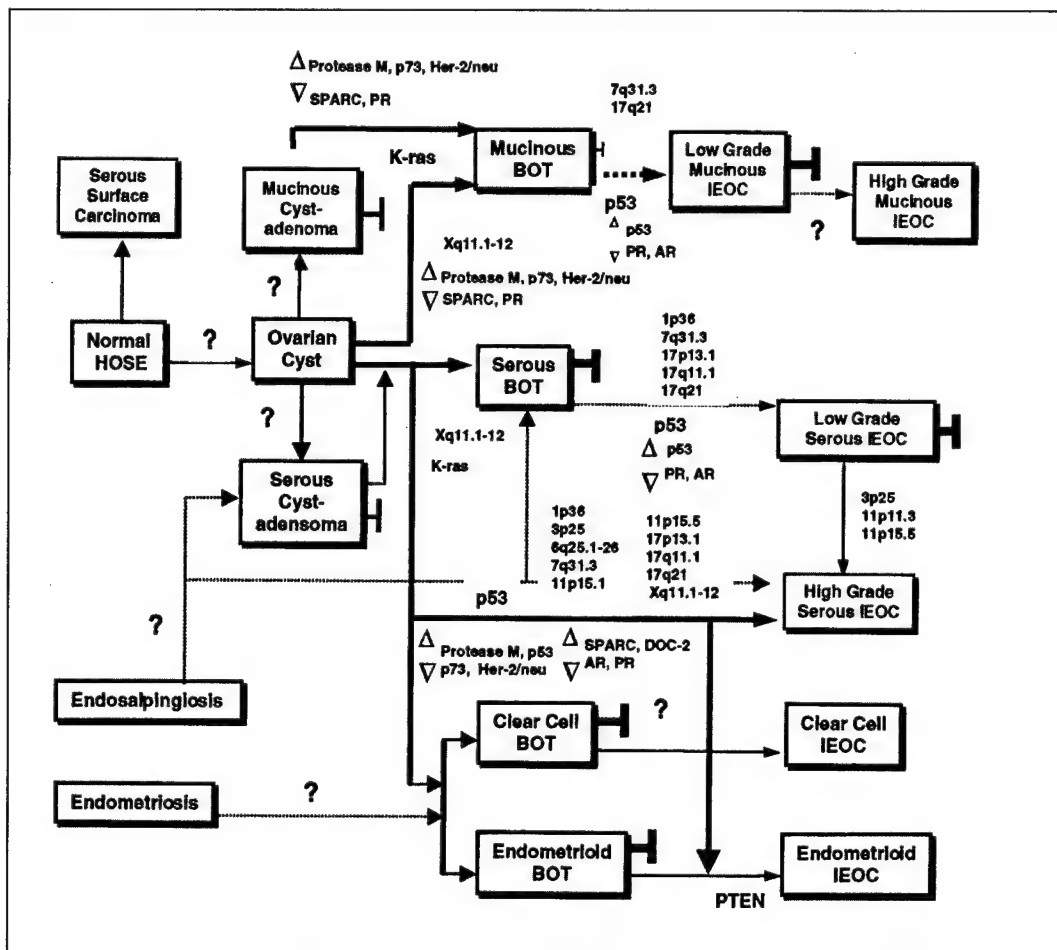 △ Protease M, p73, Her-2/neu
▽ SPARC, PR
7q31.3
17q21
K-ras
Mucinous
BOT
Low Grade
Mucinous
IEOC
High Grade
Mucinous
IEOC
?
Serous
Surface
Carcinoma
Mucinous
Cyst-
adenoma
p53
△ p53
▽ PR, AR
Xq11.1-12
△ Protease M, p73, Her-2/neu
▽ SPARC, PR
?
Normal
HOSE
?
Ovarian
Cyst
?
Serous
BOT
1p36
7q31.3
17p13.1
17q11.1
17q21
Low Grade
Serous IEOC
p53
△ p53
▽ PR, AR
Xq11.1-12
K-ras
Serous
Cyst-
adensoma
1p36
3p25
6q25.1-26
7q31.3
11p15.1
11p15.5
17p13.1
17q11.1
17q21
Xq11.1-12
3p25
11p11.3
11p15.5
High Grade
Serous IEOC
p53
?
△ Protease M, p53
▽ p73, Her-2/neu
△ SPARC, DOC-2
▽ AR, PR
Endosalpingiosis
Clear Cell
BOT
?
Clear Cell
IEOC
Endometriosis
?
Endometrioid
BOT
PTEN
Endometrioid
IEOC